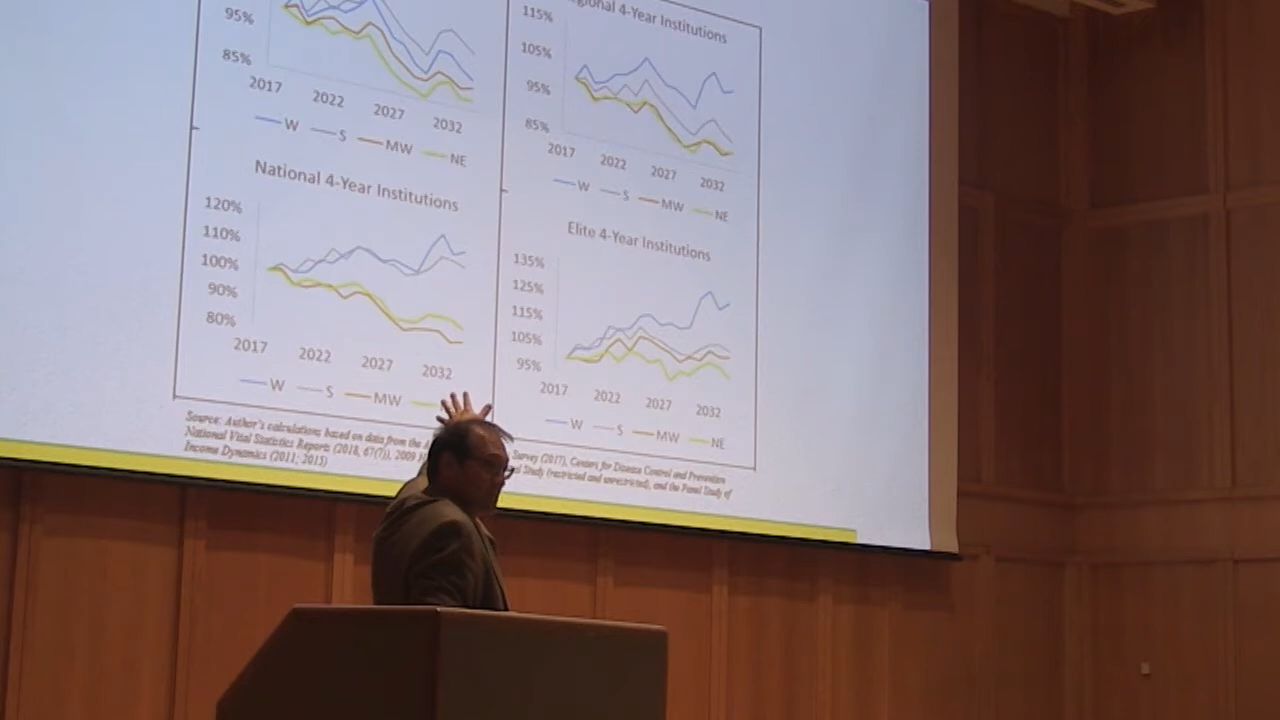 95%
85%
2017 2022 2027 2032
W S MW NE
Regional 4-Year Institutions
115%
105%
95%
85%
2017 2022 2027 2032
W S MW NE
National 4-Year Institutions
120%
110%
100%
90%
80%
2017 2022 2027 2032
W S MW
Elite 4-Year Institutions
135%
125%
115%
105%
95%
2017 2022 2027 2032
W S MW NE
Source: Author's calculations based on data from the Survey (2017), Centers for Disease Control and Prevention
National Vital Statistics Reports (2018, 67(7)), 2009 Study (restricted and unrestricted), and the Panel Study of
Income Dynamics (2011; 2015)